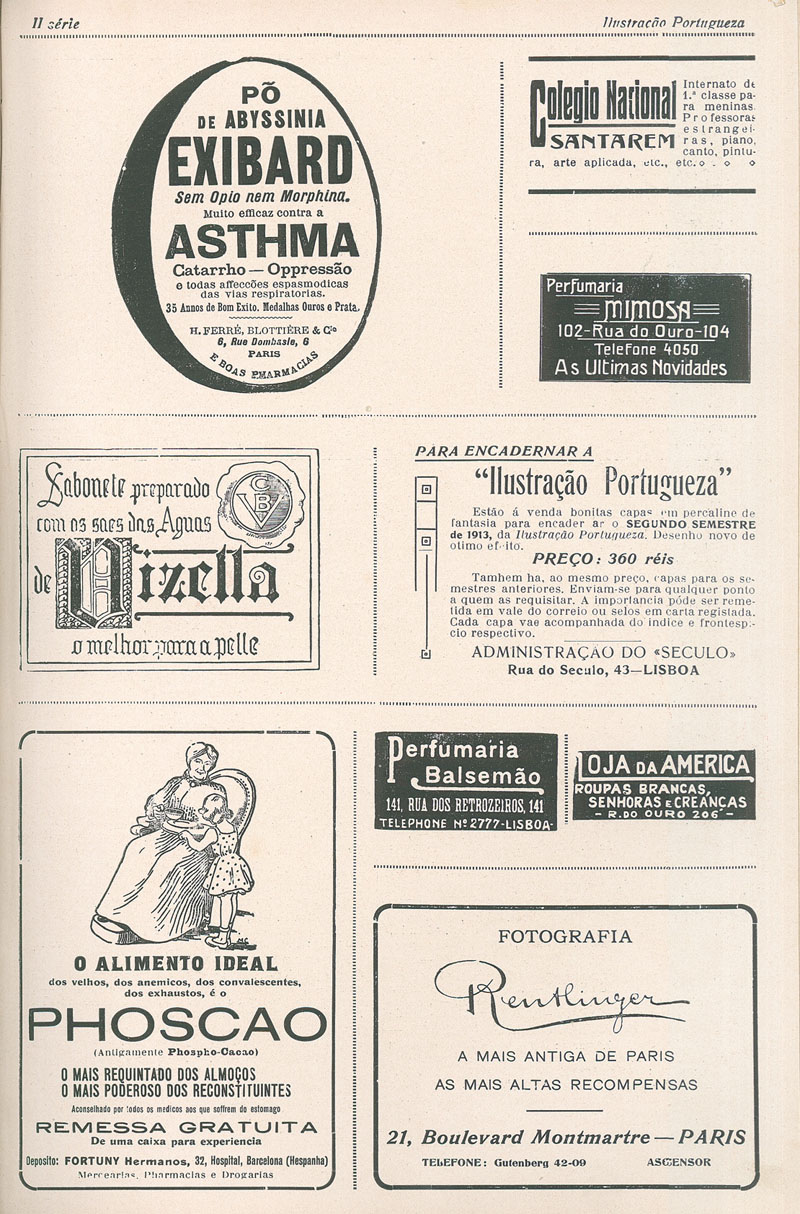 II série
Ilustração Portugueza
PÕ
DE ABYSSINIA
EXIBARD
Sem Opio nem Morphina.
Muito efficaz contra a
ASTHMA
Catarrho — Oppressão
e todas affecções espasmodicas
das vias respiratorias.
35 Annos de Bom Exito. Medalhas Ouros e Prata.
H. FERRÉ, BLOTTIÈRE & Cie
6, Rue Dombasle, 6
PARIS
E BOAS PHARMACIAS
Colegio Nacional
SANTAREM
Internato de
1.ª classe pa-
ra meninas.
Professoras
estrangei-
ras, piano,
canto, pintu-
ra, arte aplicada, etc., etc.
Perfumaria
MIMOSA
102-Rua do Ouro-104
Telefone 4050
As Ultimas Novidades
Sabonete preparado
com os saes das Aguas
de Vizella
o melhor para a pelle
CBV
PARA ENCADERNAR A
“Ilustração Portugueza”
Estão á venda bonitas capas em percaline de
fantasia para encadernar o SEGUNDO SEMESTRE
de 1913, da Ilustração Portugueza. Desenho novo de
otimo efeito.
PREÇO: 360 réis
Tamhem ha, ao mesmo preço, capas para os se-
mestres anteriores. Enviam-se para qualquer ponto
a quem as requisitar. A importancia póde ser reme-
tida em vale do correio ou selos em carta registada.
Cada capa vae acompanhada do indice e frontespi-
cio respectivo.
ADMINISTRAÇÃO DO «SECULO»
Rua do Seculo, 43—LISBOA
O ALIMENTO IDEAL
dos velhos, dos anemicos, dos convalescentes,
dos exhaustos, é o
PHOSCAO
(Antigamente Phospho-Cacao)
O MAIS REQUINTADO DOS ALMOÇOS
O MAIS PODEROSO DOS RECONSTITUINTES
Aconselhado por todos os medicos aos que soffrem do estomago
REMESSA GRATUITA
De uma caixa para experiencia
Deposito: FORTUNY Hermanos, 32, Hospital, Barcelona (Hespanha)
Mercearias, Pharmacias e Drogarias
Perfumaria
Balsemão
141, RUA DOS RETROZEIROS, 141
TELEPHONE Nº 2777-LISBOA-
LOJA DA AMERICA
ROUPAS BRANCAS,
SENHORAS E CREANÇAS
- R. DO OURO 206 -
FOTOGRAFIA
Reutlinger
A MAIS ANTIGA DE PARIS
AS MAIS ALTAS RECOMPENSAS
21, Boulevard Montmartre — PARIS
TELEFONE: Gutenberg 42-09
ASCENSOR